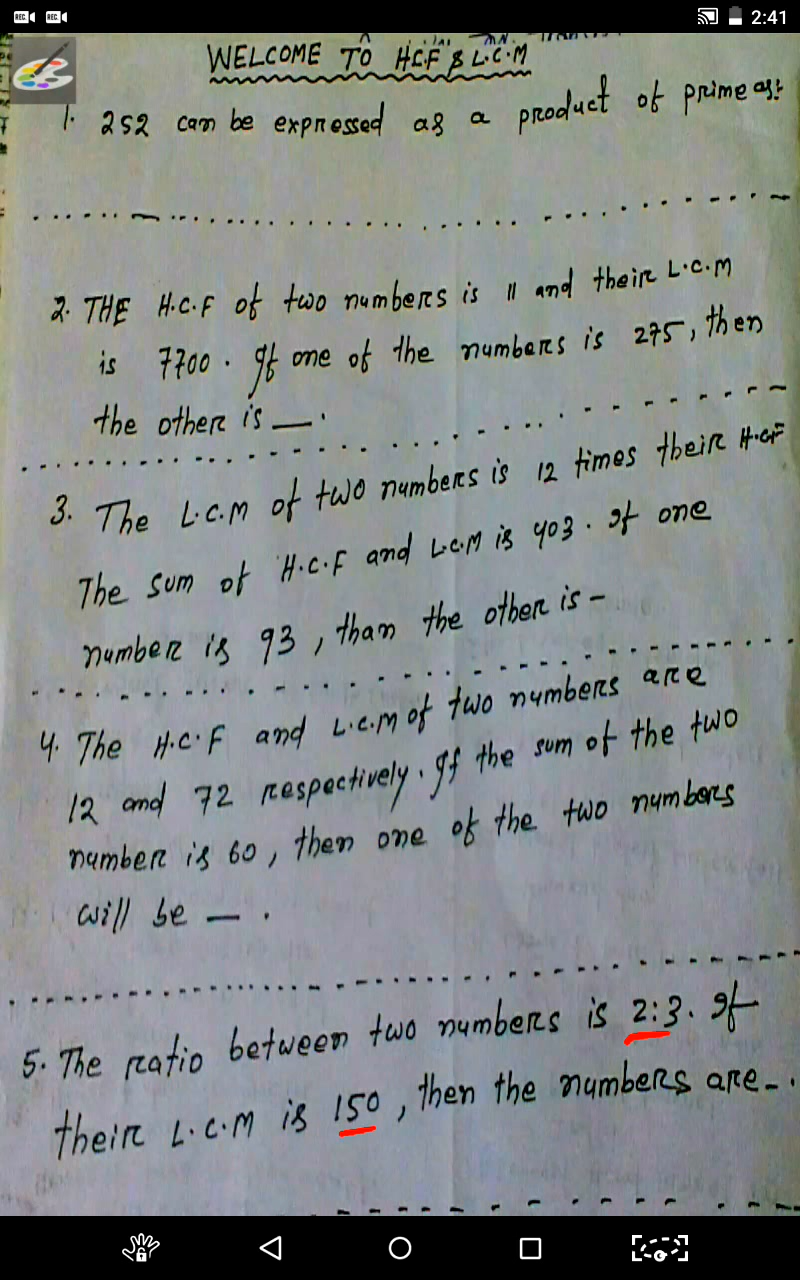 REC REC 2:41
WELCOME TO H.C.F & L.C.M
1. 252 can be expressed as a product of prime as:
2. THE H.C.F of two numbers is 11 and their L.C.M
is 7700. If one of the numbers is 275, then
the other is —.
3. The L.C.M of two numbers is 12 times their H.C.F
The sum of H.C.F and L.C.M is 403. If one
number is 93, than the other is –
4. The H.C.F and L.C.M of two numbers are
12 and 72 respectively. If the sum of the two
number is 60, then one of the two numbers
will be — .
5. The ratio between two numbers is 2:3. If
their L.C.M is 150, then the numbers are – .